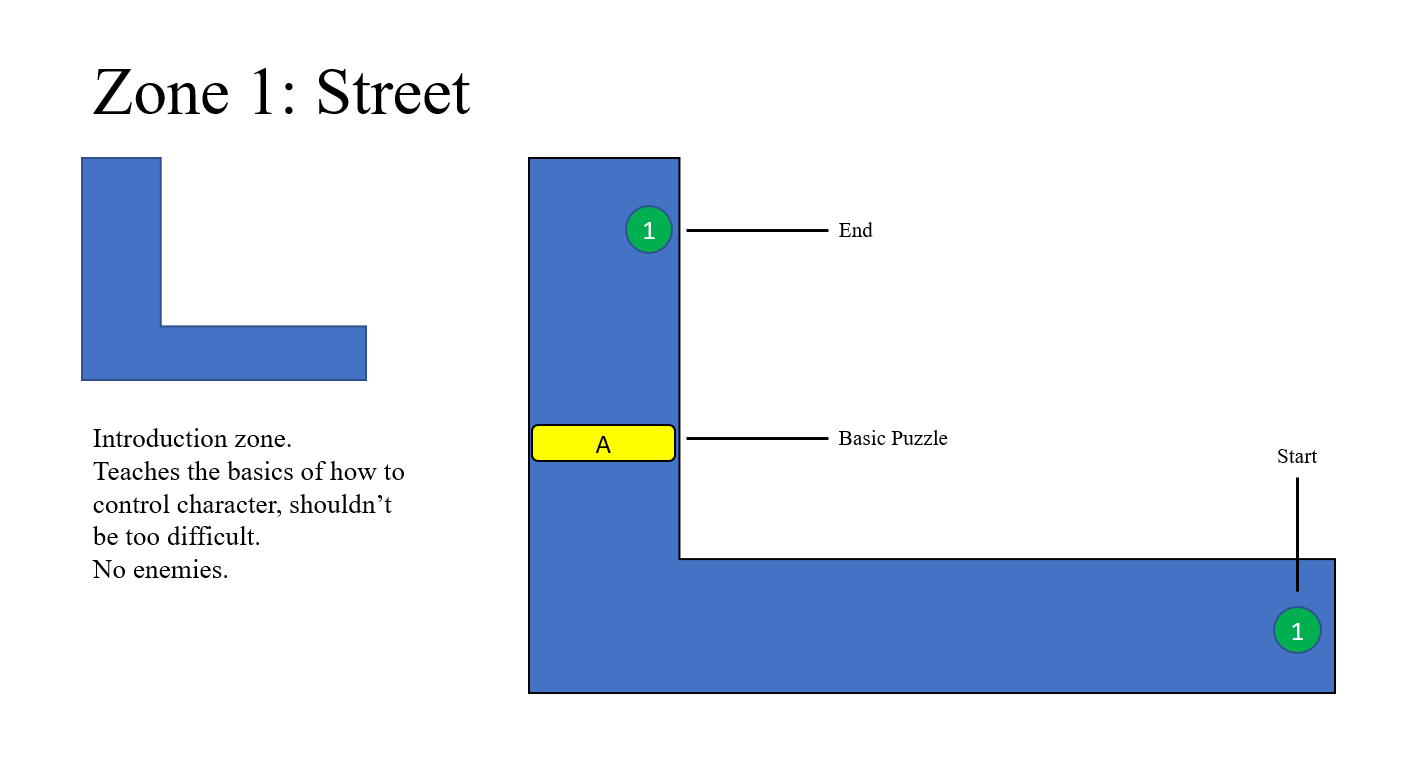 Zone 1: Street
1
End
A
Basic Puzzle
Start
Introduction zone.
Teaches the basics of how to
control character, shouldn’t
be too difficult.
No enemies.
1